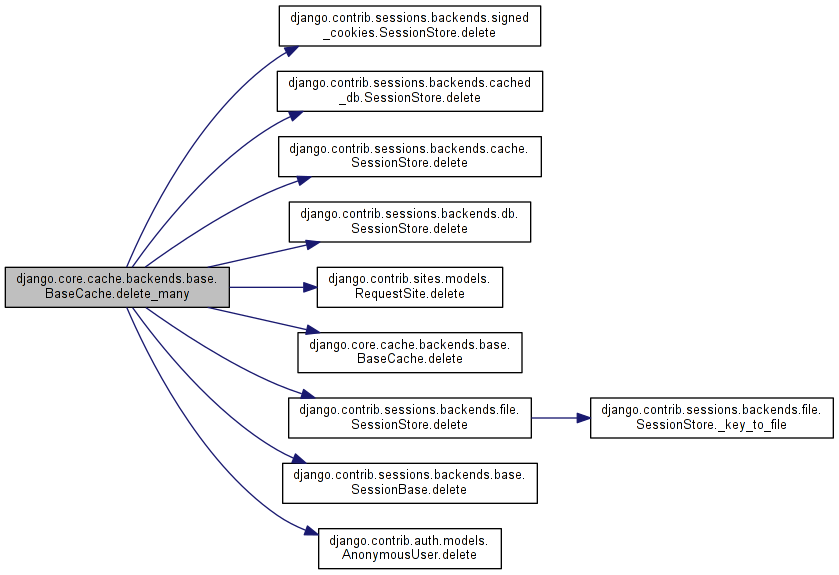 django.contrib.sessions.backends.signed
_cookies.SessionStore.delete
django.contrib.sessions.backends.cached
_db.SessionStore.delete
django.contrib.sessions.backends.cache.
SessionStore.delete
django.contrib.sessions.backends.db.
SessionStore.delete
django.core.cache.backends.base.
BaseCache.delete_many
django.contrib.sites.models.
RequestSite.delete
django.core.cache.backends.base.
BaseCache.delete
django.contrib.sessions.backends.file.
SessionStore.delete
django.contrib.sessions.backends.file.
SessionStore._key_to_file
django.contrib.sessions.backends.base.
SessionBase.delete
django.contrib.auth.models.
AnonymousUser.delete